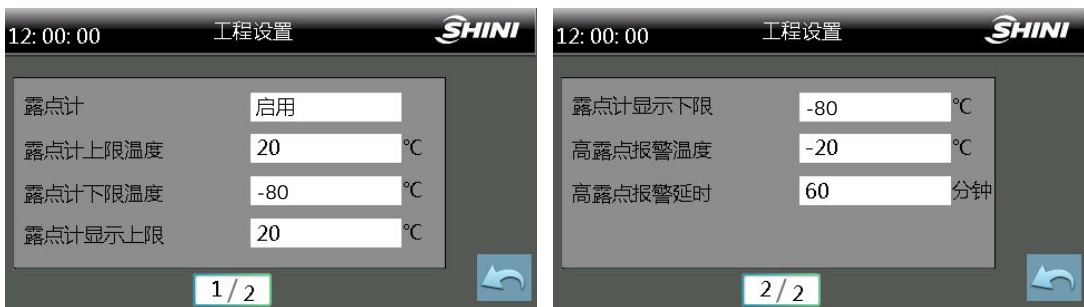 12:00:00 工程设置 SHINI
露点计 启用
露点计上限温度 20 ℃
露点计下限温度 -80 ℃
露点计显示上限 20 ℃
1/2
12:00:00 工程设置 SHINI
露点计显示下限 -80 ℃
高露点报警温度 -20 ℃
高露点报警延时 60 分钟
2/2